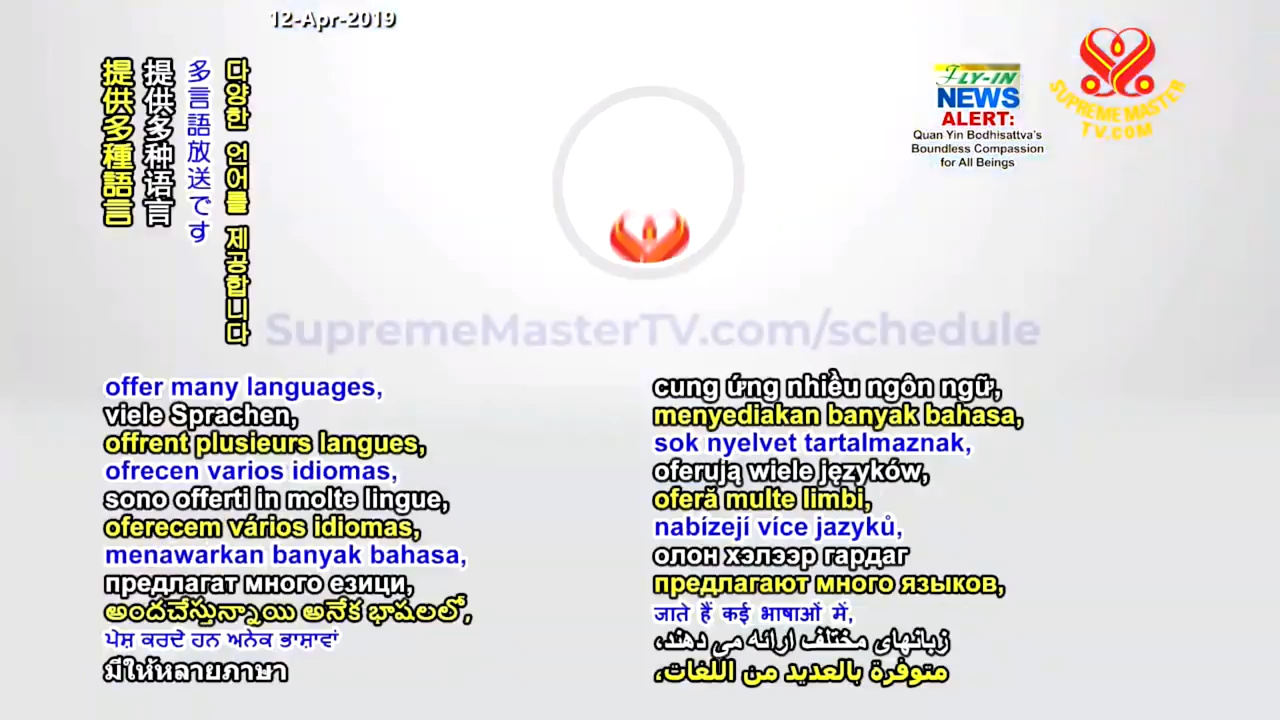 12-Apr-2019
提供多種語言
提供多种语言
多言語放送です
다양한 언어를 제공합니다
FLY-IN
NEWS
ALERT:
Quan Yin Bodhisattva's
Boundless Compassion
for All Beings
SUPREME MASTER
TV.COM
SupremeMasterTV.com/schedule
offer many languages,
viele Sprachen,
offrent plusieurs langues,
ofrecen varios idiomas,
sono offerti in molte lingue,
oferecem vários idiomas,
menawarkan banyak bahasa,
предлагат много езици,
అందచేస్తున్నాయి అనేక భాషలలో,
ਪੇਸ਼ ਕਰਦੇ ਹਨ ਅਨੇਕ ਭਾਸ਼ਾਵਾਂ
มีให้หลายภาษา
cung ứng nhiều ngôn ngữ,
menyediakan banyak bahasa,
sok nyelvet tartalmaznak,
oferują wiele języków,
oferă multe limbi,
nabízejí více jazyků,
олон хэлээр гардаг
предлагают много языков,
जाते हैं कई भाषाओं में,
زبانهای مختلف ارائه می دهند،
متوفرة بالعديد من اللغات،